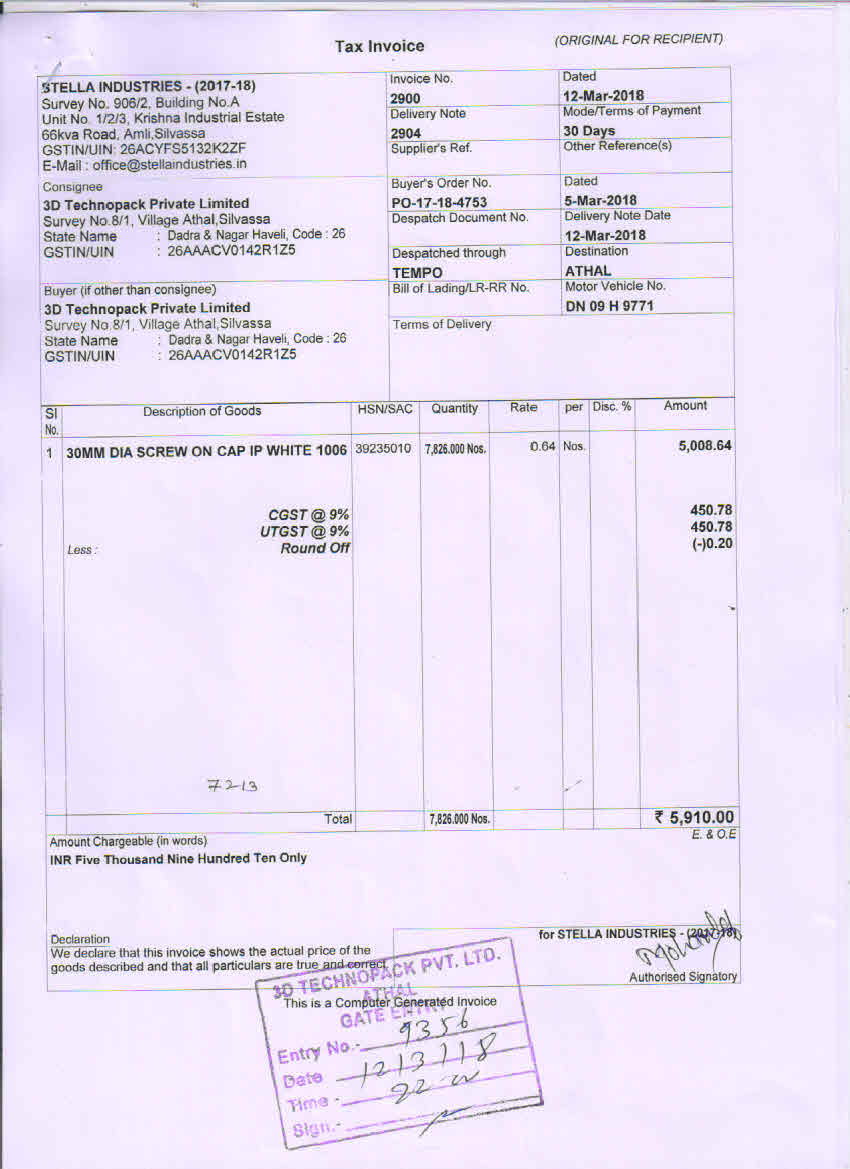 Tax Invoice
(ORIGINAL FOR RECIPIENT)
STELLA INDUSTRIES - (2017-18)
Survey No. 906/2, Building No.A
Unit No. 1/2/3, Krishna Industrial Estate
66kva Road, Amli,Silvassa
GSTIN/UIN: 26ACYFS5132K2ZF
E-Mail : office@stellaindustries.in
Invoice No.
2900
Dated
12-Mar-2018
Delivery Note
2904
Mode/Terms of Payment
30 Days
Supplier's Ref.
Other Reference(s)
Consignee
3D Technopack Private Limited
Survey No.8/1, Village Athal,Silvassa
State Name : Dadra & Nagar Haveli, Code : 26
GSTIN/UIN : 26AAACV0142R1Z5
Buyer's Order No.
PO-17-18-4753
Dated
5-Mar-2018
Despatch Document No.
Delivery Note Date
12-Mar-2018
Despatched through
TEMPO
Destination
ATHAL
Buyer (if other than consignee)
3D Technopack Private Limited
Survey No.8/1, Village Athal,Silvassa
State Name : Dadra & Nagar Haveli, Code : 26
GSTIN/UIN : 26AAACV0142R1Z5
Bill of Lading/LR-RR No.
Motor Vehicle No.
DN 09 H 9771
Terms of Delivery
Sl No. Description of Goods HSN/SAC Quantity Rate per Disc. % Amount
1 30MM DIA SCREW ON CAP IP WHITE 1006 39235010 7,826.000 Nos. 0.64 Nos. 5,008.64
CGST @ 9% 450.78
UTGST @ 9% 450.78
Less : Round Off (-)0.20
7213
Total 7,826.000 Nos. ₹ 5,910.00
Amount Chargeable (in words) E. & O.E
INR Five Thousand Nine Hundred Ten Only
Declaration
We declare that this invoice shows the actual price of the
goods described and that all particulars are true and correct.
for STELLA INDUSTRIES - (2017-18)
Authorised Signatory
This is a Computer Generated Invoice
3D TECHNOPACK PVT. LTD.
ATHAL
GATE ENTRY
Entry No.- 9356
Date 12/3/18
Time -
Sign.-